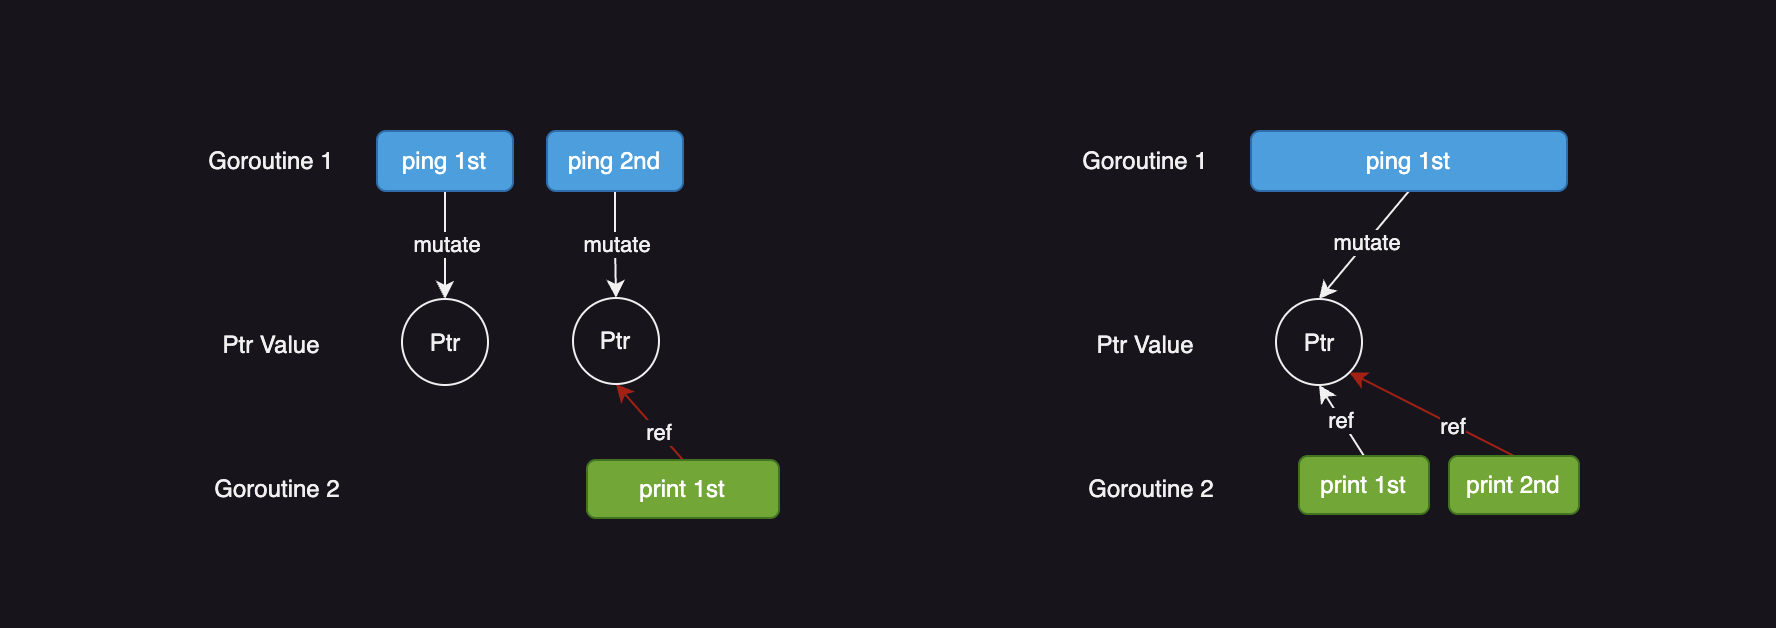 Goroutine 1
ping 1st
ping 2nd
mutate
mutate
Ptr Value
Ptr
Ptr
ref
Goroutine 2
print 1st
Goroutine 1
ping 1st
mutate
Ptr Value
Ptr
ref
ref
Goroutine 2
print 1st
print 2nd